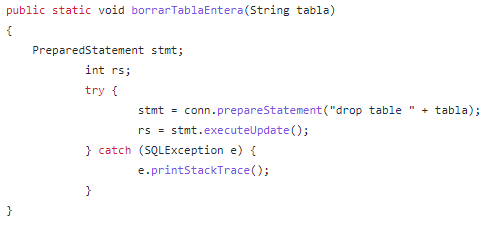 public static void borrarTablaEntera(String tabla)
{
    PreparedStatement stmt;
            int rs;
            try {
                    stmt = conn.prepareStatement("drop table " + tabla);
                    rs = stmt.executeUpdate();
            } catch (SQLException e) {
                    e.printStackTrace();
            }
}